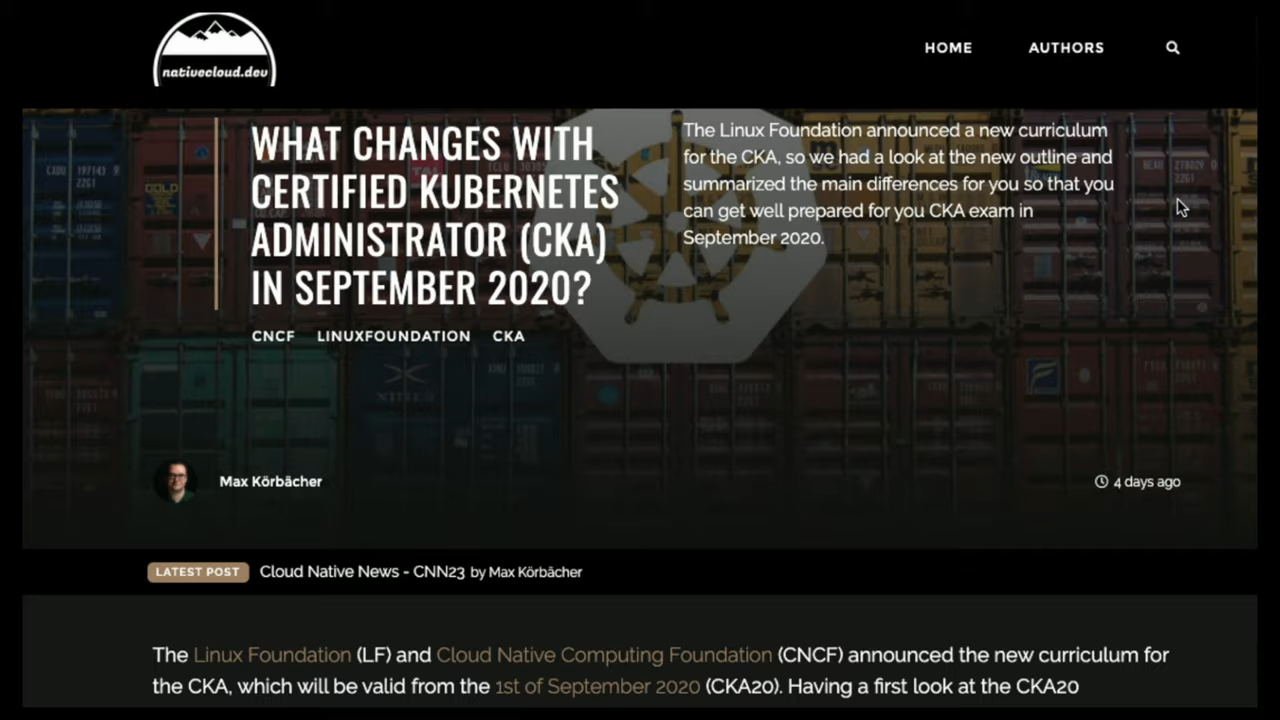 nativecloud.dev
HOME AUTHORS
WHAT CHANGES WITH
CERTIFIED KUBERNETES
ADMINISTRATOR (CKA)
IN SEPTEMBER 2020?
CNCF LINUXFOUNDATION CKA
The Linux Foundation announced a new curriculum
for the CKA, so we had a look at the new outline and
summarized the main differences for you so that you
can get well prepared for you CKA exam in
September 2020.
Max Körbächer
4 days ago
LATEST POST Cloud Native News - CNN23 by Max Körbächer
The Linux Foundation (LF) and Cloud Native Computing Foundation (CNCF) announced the new curriculum for
the CKA, which will be valid from the 1st of September 2020 (CKA20). Having a first look at the CKA20